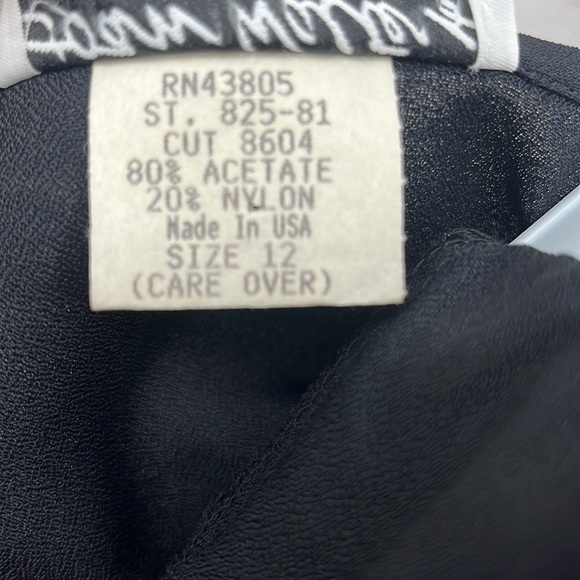 RN43805
ST. 825-81
CUT 8604
80% ACETATE
20% NYLON
Made In USA
SIZE 12
(CARE OVER)